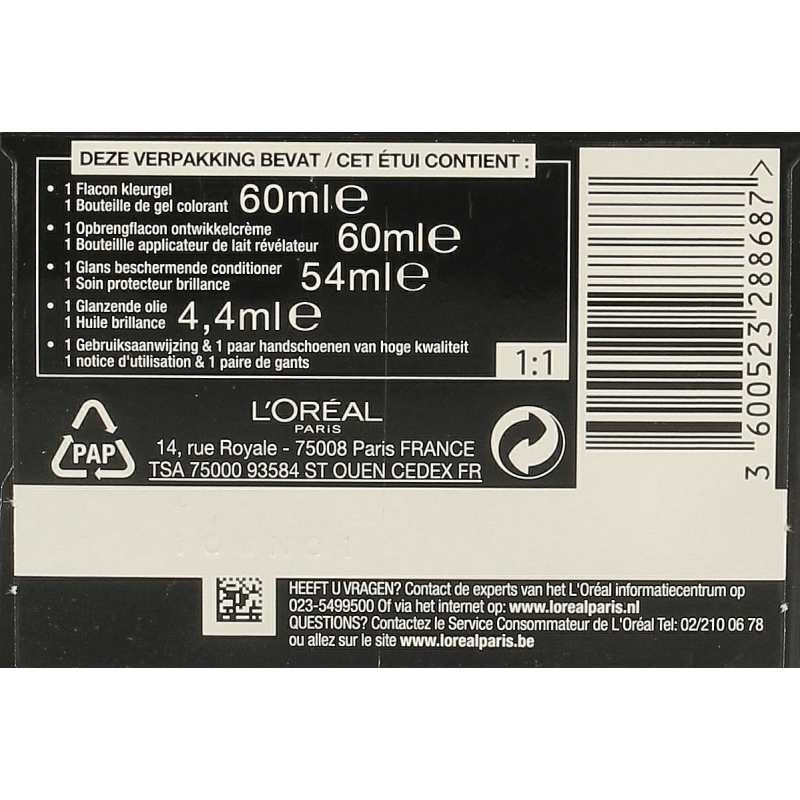 DEZE VERPAKKING BEVAT / CET ÉTUI CONTIENT :
• 1 Flacon kleurgel
1 Bouteille de gel colorant 60ml℮
• 1 Opbrengflacon ontwikkelcrème
1 Bouteillle applicateur de lait révélateur 60ml℮
• 1 Glans beschermende conditioner
1 Soin protecteur brillance 54ml℮
• 1 Glanzende olie
1 Huile brillance 4,4ml℮
• 1 Gebruiksaanwijzing & 1 paar handschoenen van hoge kwaliteit
1 notice d'utilisation & 1 paire de gants
1:1
3 600523 288687 >
PAP
L'ORÉAL
PARIS
14, rue Royale - 75008 Paris FRANCE
TSA 75000 93584 ST OUEN CEDEX FR
HEEFT U VRAGEN? Contact de experts van het L'Oréal informatiecentrum op
023-5499500 Of via het internet op: www.lorealparis.nl
QUESTIONS? Contactez le Service Consommateur de L'Oréal Tel: 02/210 06 78
ou allez sur le site www.lorealparis.be